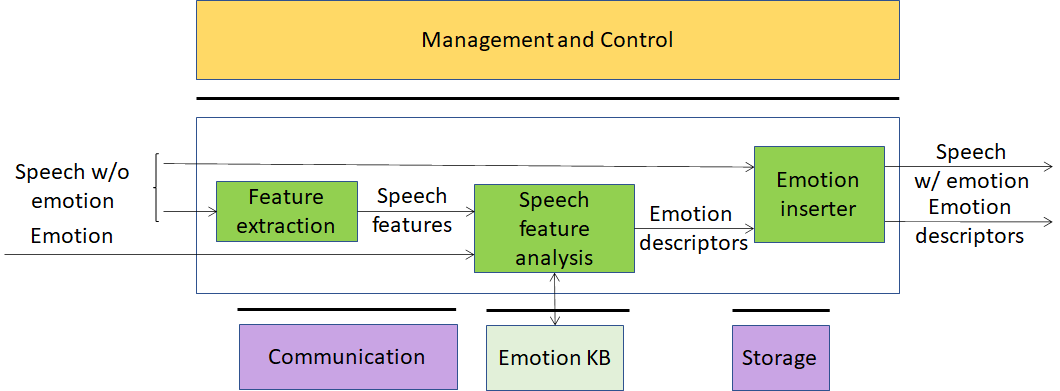 Management and Control
Speech w/o
emotion
Emotion
Feature
extraction
Speech
features
Speech
feature
analysis
Emotion
descriptors
Emotion
inserter
Speech
w/ emotion
Emotion
descriptors
Communication
Emotion KB
Storage